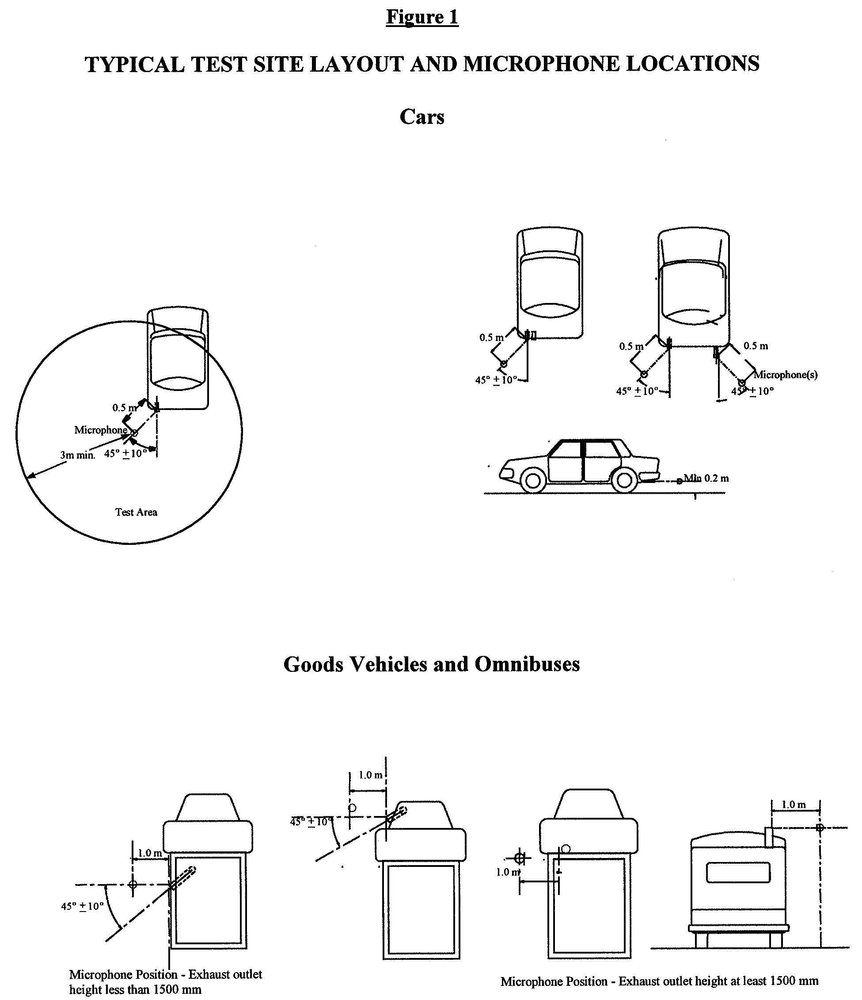 Figure 1
TYPICAL TEST SITE LAYOUT AND MICROPHONE LOCATIONS
Cars
0.5 m
Microphone
3m min.
45° ± 10°
Test Area
0.5 m
45° ± 10°
0.5 m
45° ± 10°
0.5 m
Microphone(s)
45° ± 10°
Min 0.2 m
Goods Vehicles and Omnibuses
1.0 m
45° ± 10°
Microphone Position - Exhaust outlet
height less than 1500 mm
1.0 m
45° ± 10°
1.0 m
1.0 m
Microphone Position - Exhaust outlet height at least 1500 mm